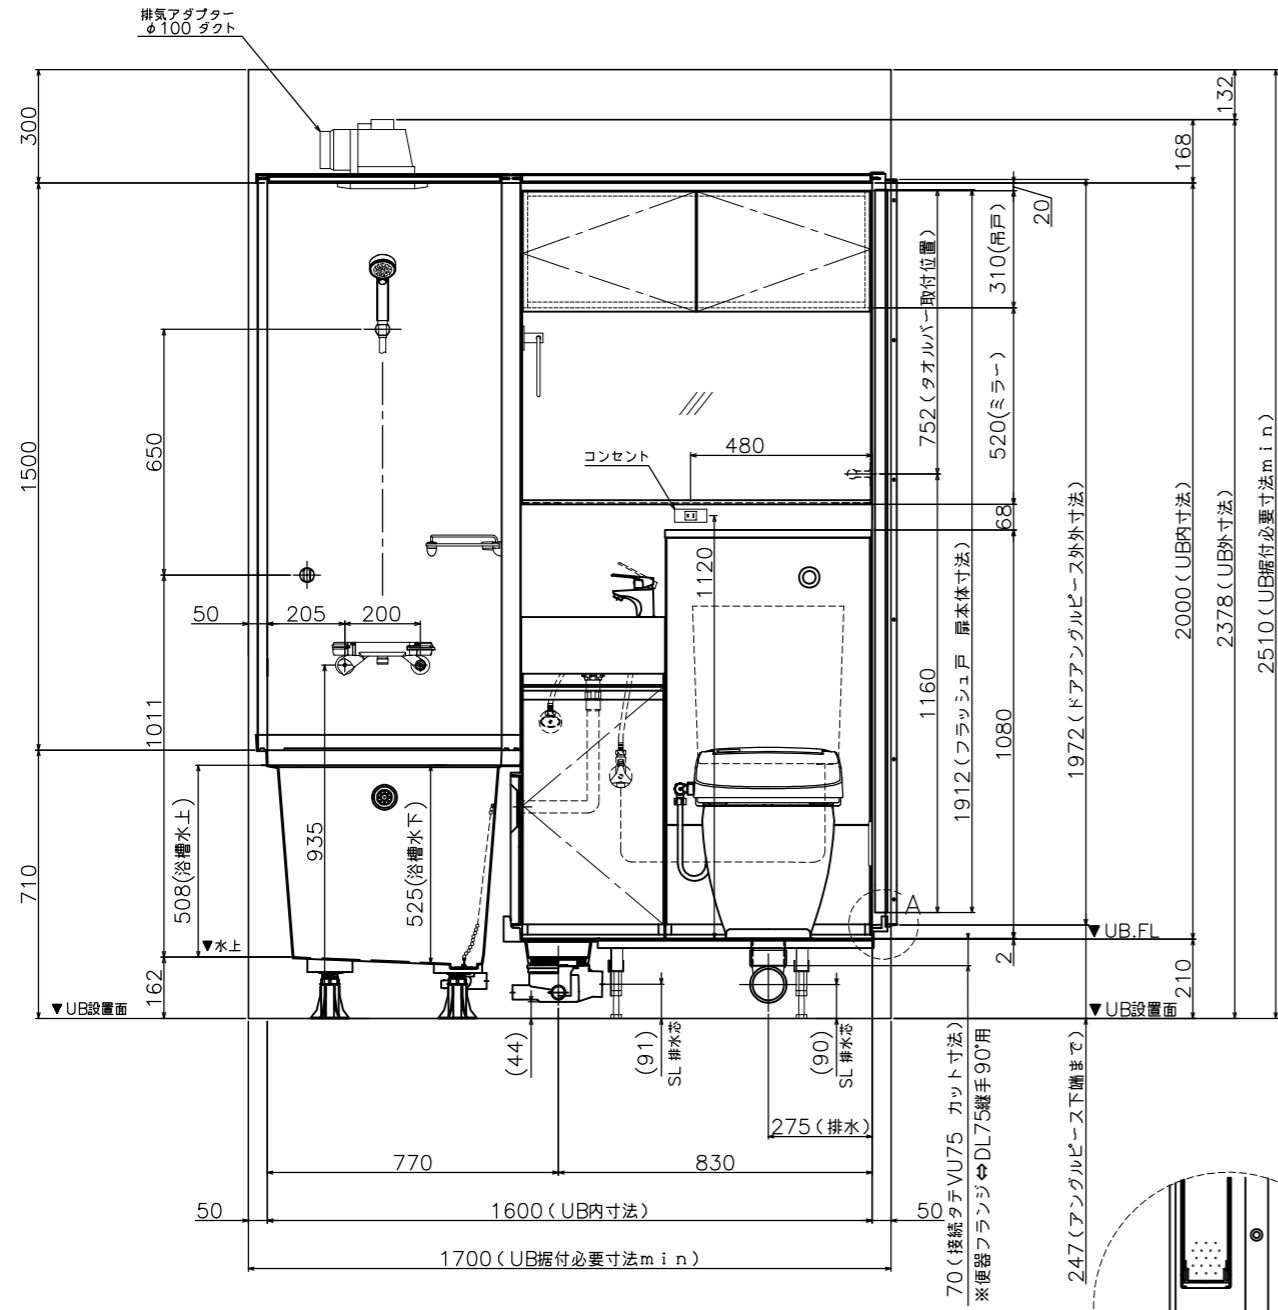 排気アダプター
φ100 ダクト
300
1500
710
650
1011
162
508(浴槽水上)
935
525(浴槽水下)
50
205
200
▼水上
▼UB設置面
コンセント
480
1120
752(タオルバー取付位置)
1160
1912(フラッシュ戸 扉本体寸法)
20
310(吊戸)
520(ミラー)
68
1080
2
1972(ドアアングルピース外外寸法)
132
168
2000(UB内寸法)
210
2378(UB外寸法)
2510(UB据付必要寸法min)
A
▼UB.FL
▼UB設置面
(44)
(91)
SL 排水芯
(90)
SL 排水芯
275(排水)
70(接続タテVU75 カット寸法)
※便器フランジ⇔DL75継手90°用
247(アングルピース下端まで)
770
830
50
1600(UB内寸法)
50
1700(UB据付必要寸法min)